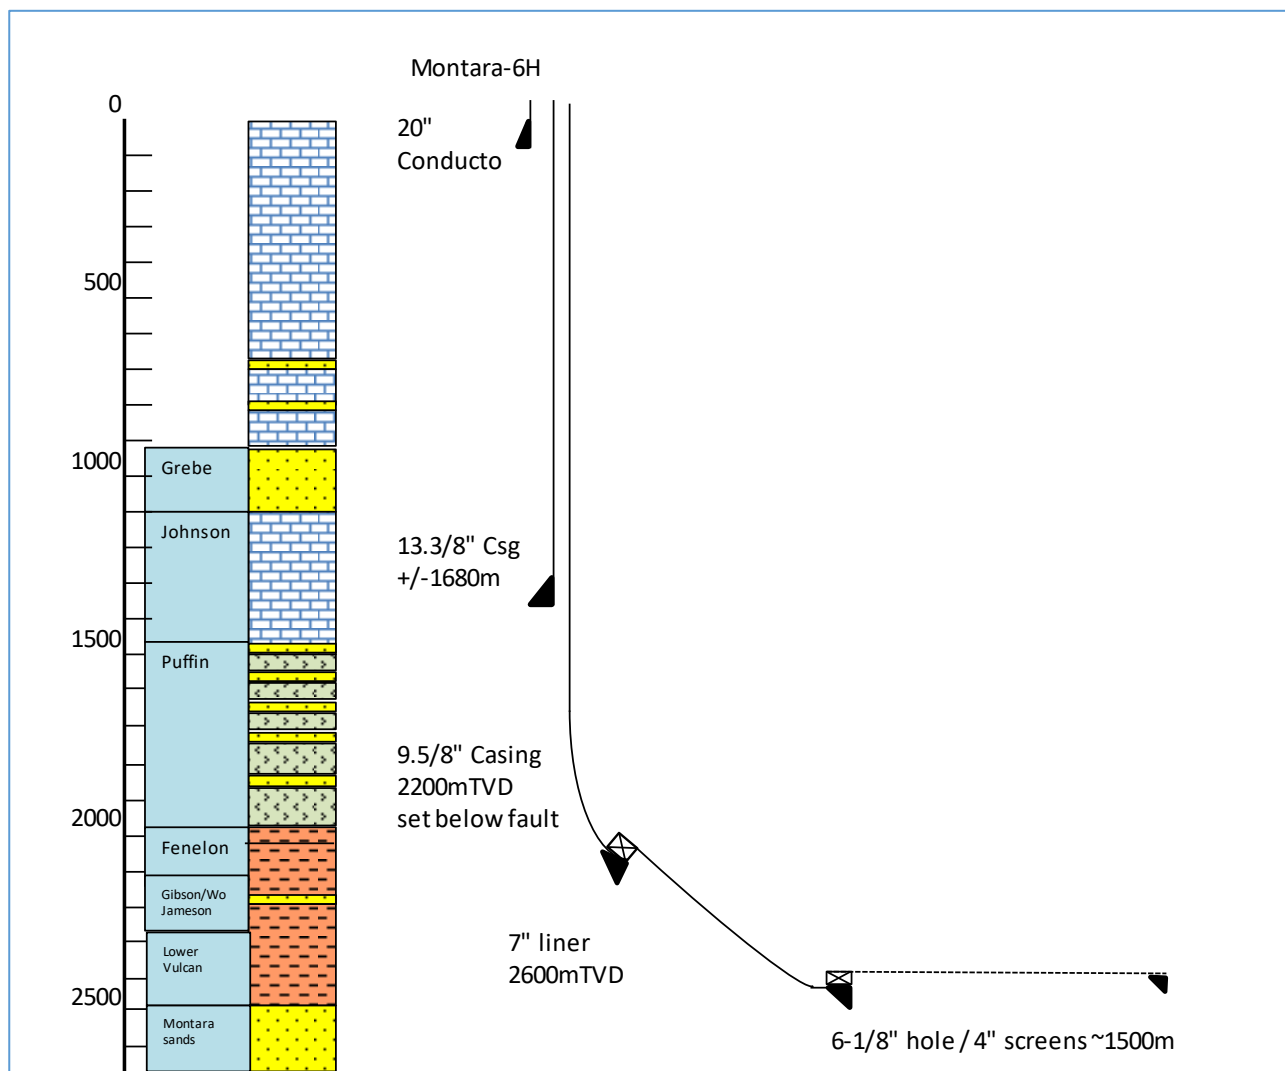 Montara-6H
0
20"
Conducto
500
1000
Grebe
Johnson
13.3/8" Csg
+/-1680m
1500
Puffin
9.5/8" Casing
2200mTVD
set below fault
2000
Fenelon
Gibson/Wo
Jameson
7" liner
2600mTVD
Lower
Vulcan
2500
Montara
sands
6-1/8" hole / 4" screens ~1500m